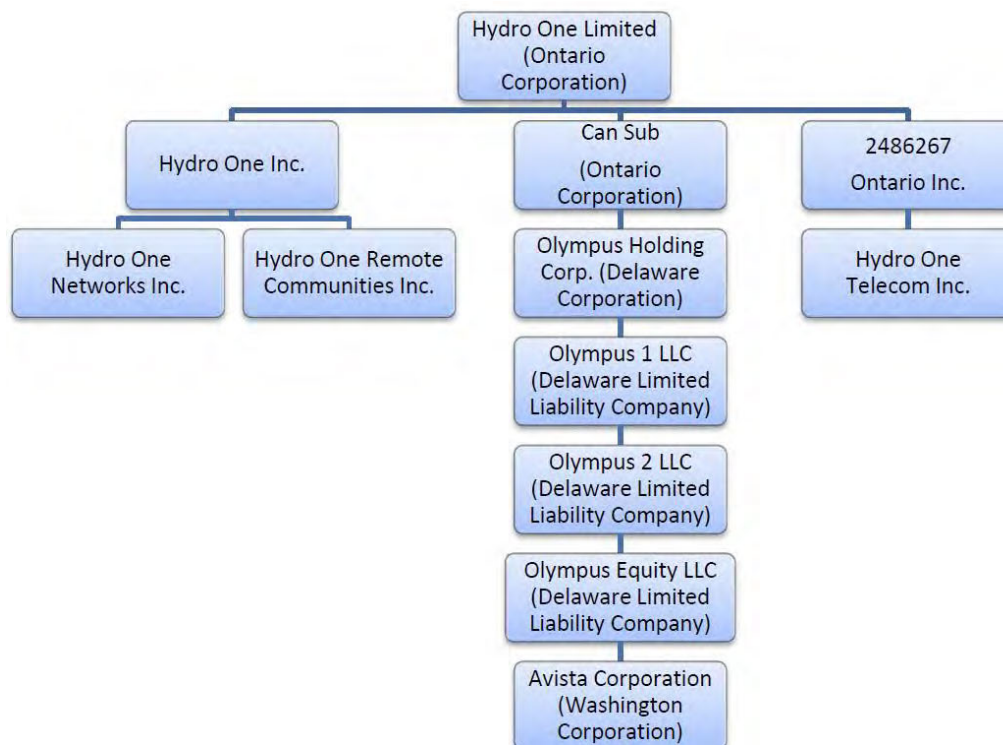 Hydro One Limited
(Ontario
Corporation)
Hydro One Inc.
Can Sub
(Ontario
Corporation)
2486267
Ontario Inc.
Hydro One
Networks Inc.
Hydro One Remote
Communities Inc.
Olympus Holding
Corp. (Delaware
Corporation)
Hydro One
Telecom Inc.
Olympus 1 LLC
(Delaware Limited
Liability Company)
Olympus 2 LLC
(Delaware Limited
Liability Company)
Olympus Equity LLC
(Delaware Limited
Liability Company)
Avista Corporation
(Washington
Corporation)